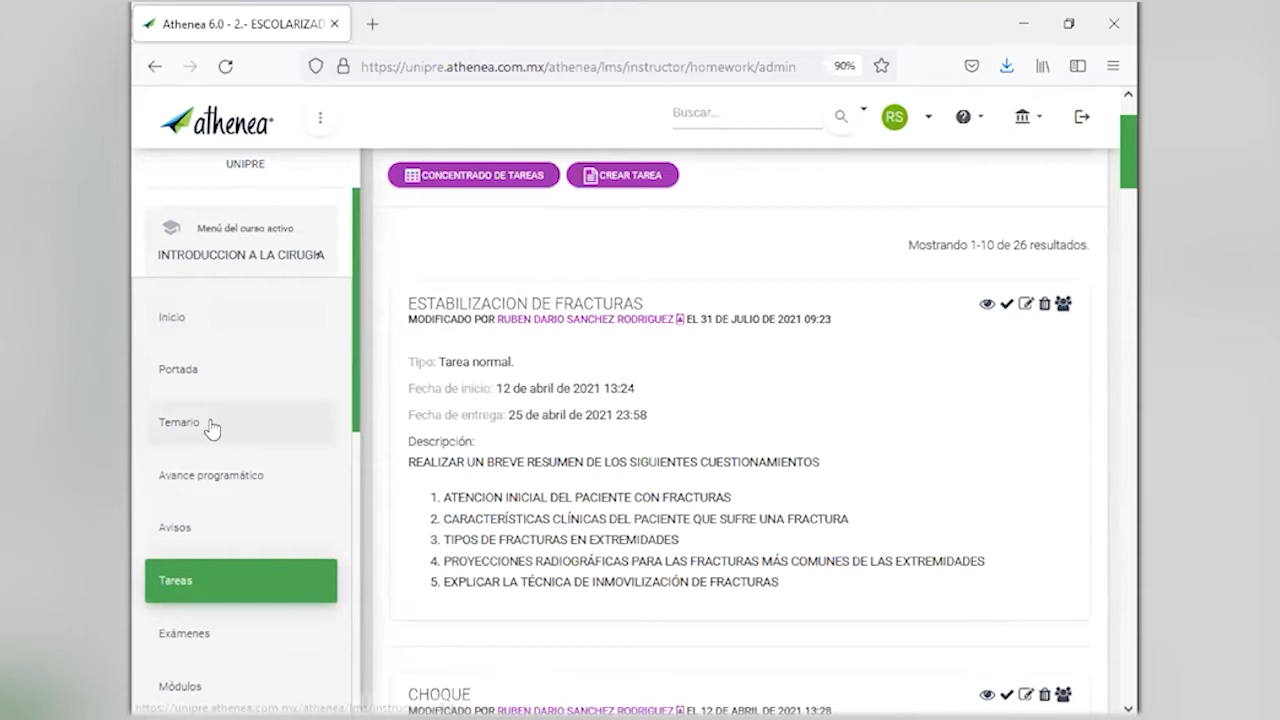 Athenea 6.0 - 2.- ESCOLARIZAD
https://unipre.athenea.com.mx/athenea/lms/instructor/homework/admin
90%
athenea
Buscar...
RS
UNIPRE
Menú del curso activo
INTRODUCCION A LA CIRUGIA
Inicio
Portada
Temario
Avance programático
Avisos
Tareas
Exámenes
Módulos
CONCENTRADO DE TAREAS
CREAR TAREA
Mostrando 1-10 de 26 resultados.
ESTABILIZACION DE FRACTURAS
MODIFICADO POR RUBEN DARIO SANCHEZ RODRIGUEZ EL 31 DE JULIO DE 2021 09:23
Tipo: Tarea normal.
Fecha de inicio: 12 de abril de 2021 13:24
Fecha de entrega: 25 de abril de 2021 23:58
Descripción:
REALIZAR UN BREVE RESUMEN DE LOS SIGUIENTES CUESTIONAMIENTOS
1. ATENCION INICIAL DEL PACIENTE CON FRACTURAS
2. CARACTERÍSTICAS CLÍNICAS DEL PACIENTE QUE SUFRE UNA FRACTURA
3. TIPOS DE FRACTURAS EN EXTREMIDADES
4. PROYECCIONES RADIOGRÁFICAS PARA LAS FRACTURAS MÁS COMUNES DE LAS EXTREMIDADES
5. EXPLICAR LA TÉCNICA DE INMOVILIZACIÓN DE FRACTURAS
CHOQUE
MODIFICADO POR RUBEN DARIO SANCHEZ RODRIGUEZ EL 12 DE ABRIL DE 2021 13:28
https://unipre.athenea.com.mx/athenea/lms/instruc